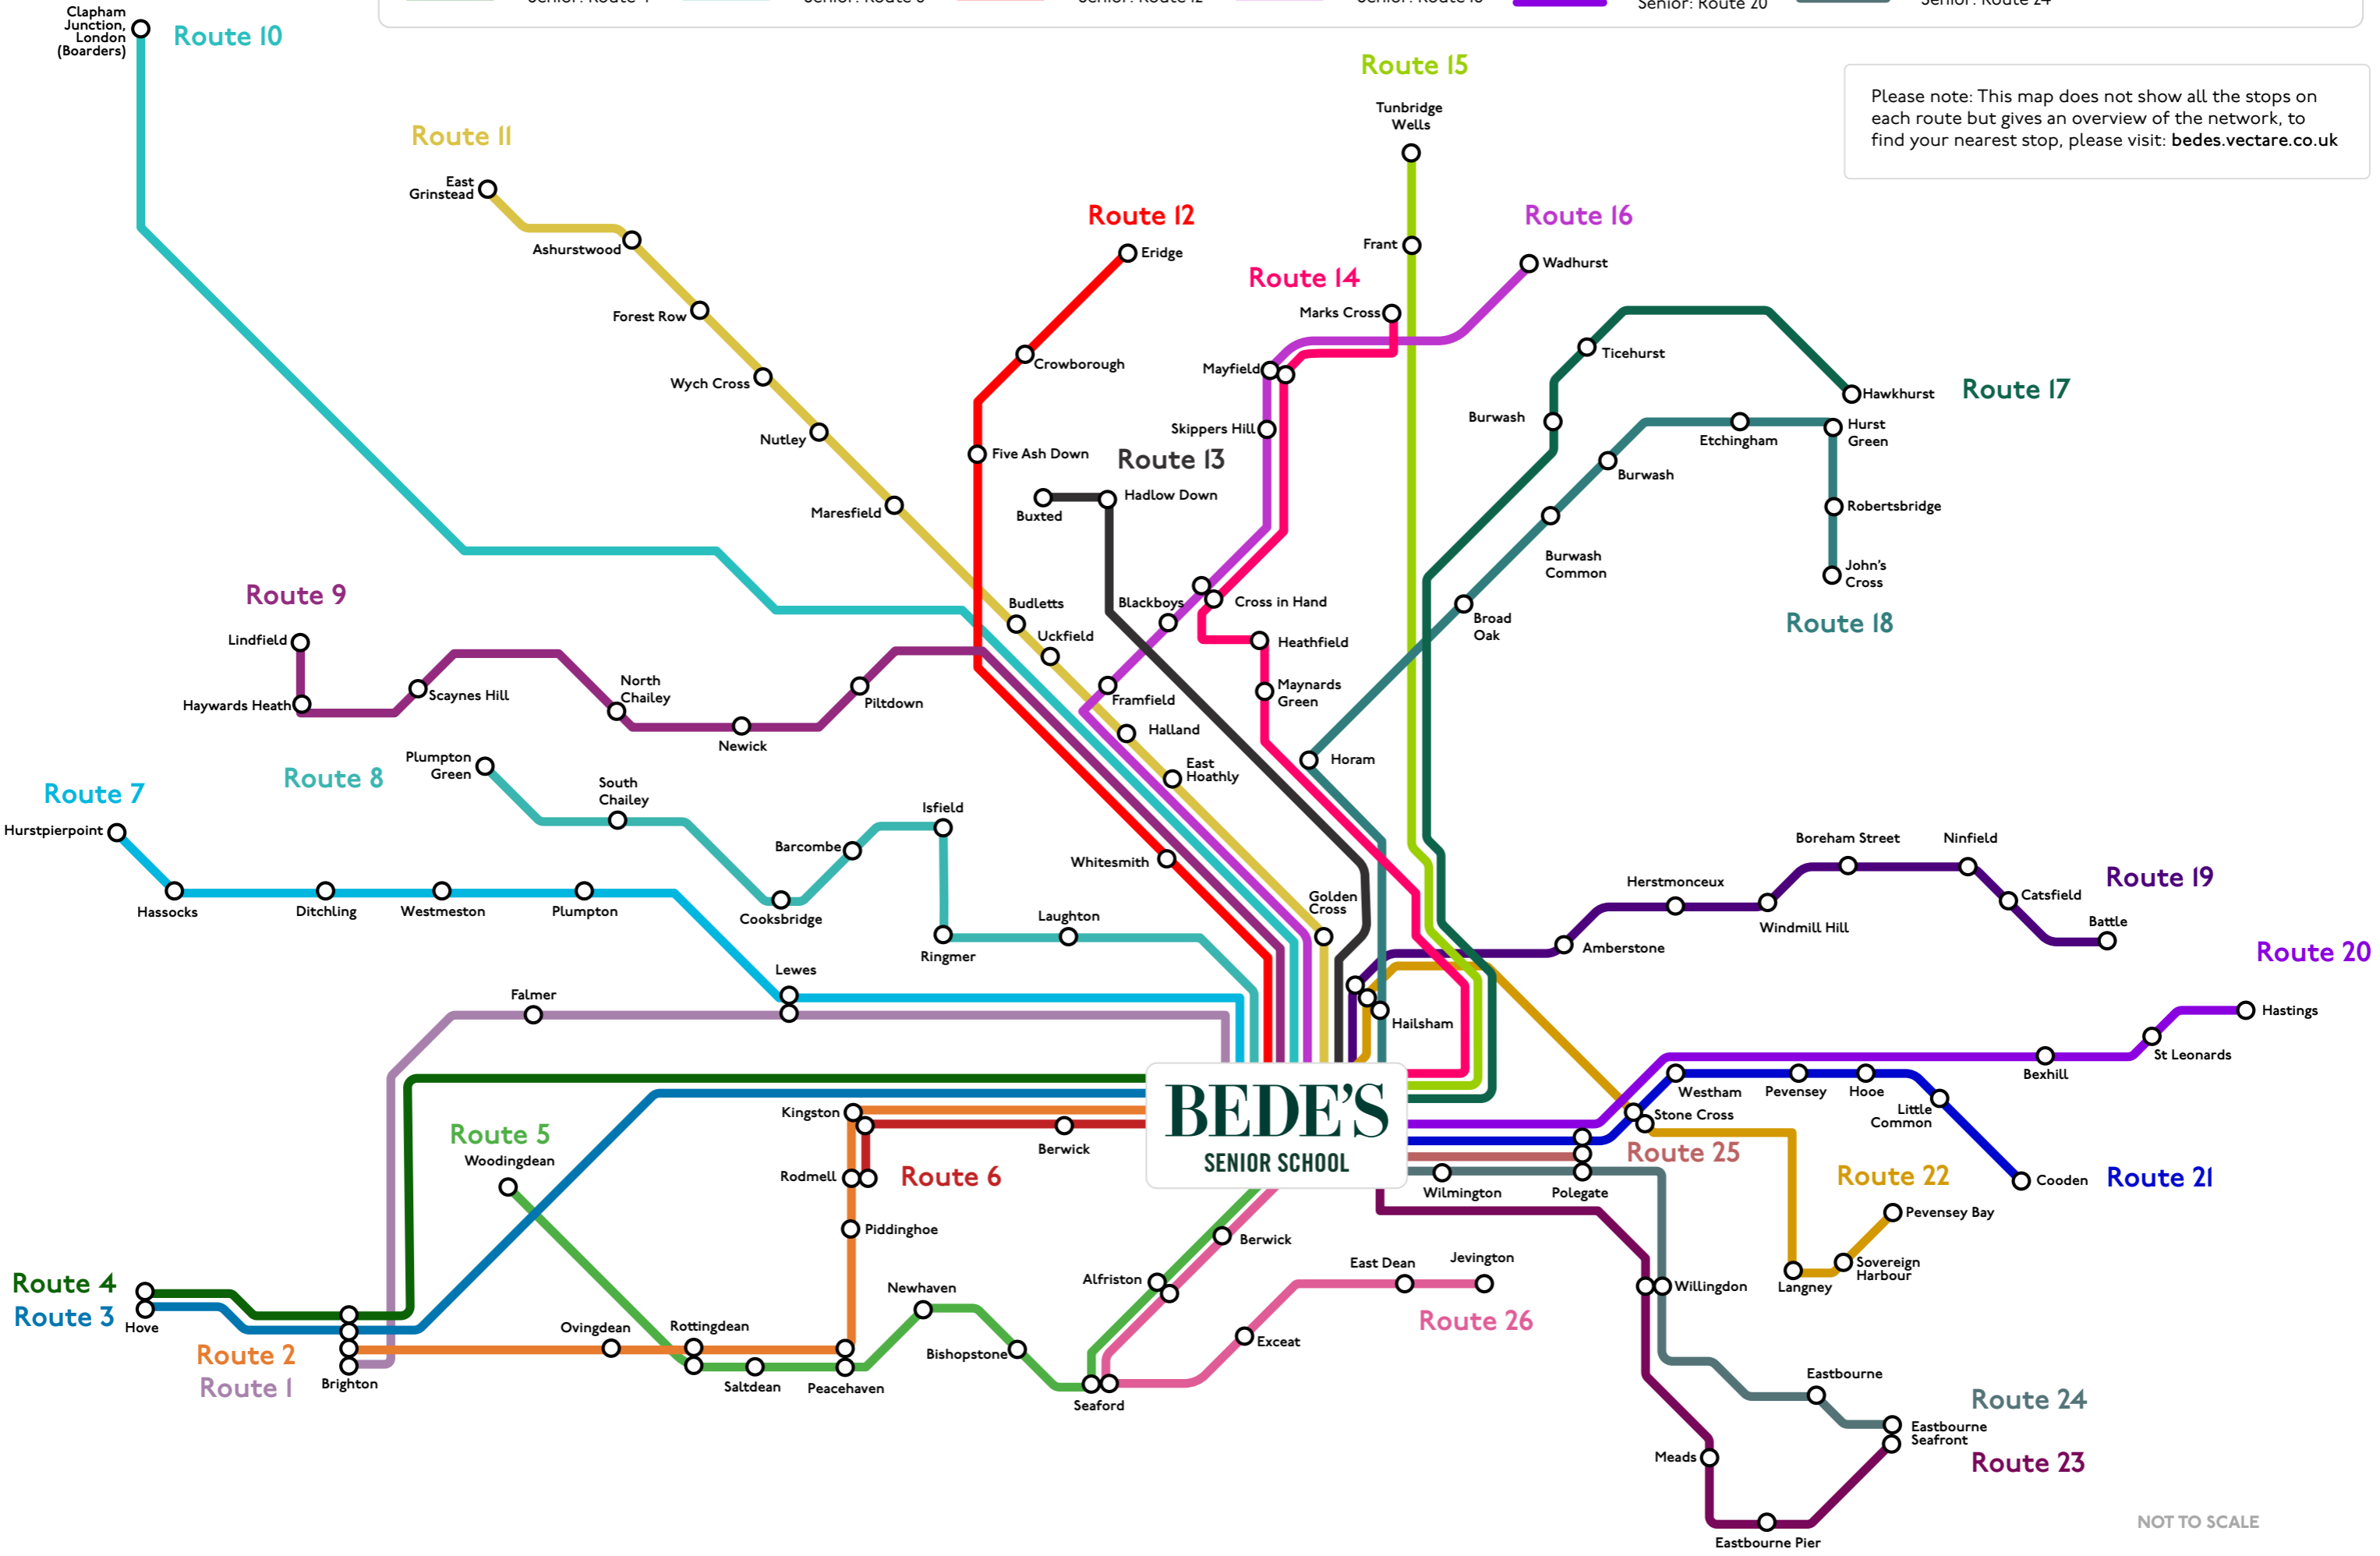 Clapham
Junction,
London
(Boarders)
Route 10
Senior: Route 20
Senior: Route 24
Please note: This map does not show all the stops on
each route but gives an overview of the network, to
find your nearest stop, please visit: bedes.vectare.co.uk
Route 15
Tunbridge
Wells
Frant
Route 11
East
Grinstead
Ashurstwood
Forest Row
Wych Cross
Nutley
Maresfield
Budletts
Uckfield
Halland
East
Hoathly
Golden
Cross
Route 12
Eridge
Crowborough
Five Ash Down
Whitesmith
Route 16
Wadhurst
Route 14
Marks Cross
Mayfield
Skippers Hill
Route 13
Hadlow Down
Buxted
Blackboys
Cross in Hand
Framfield
Heathfield
Maynards
Green
Route 17
Hawkhurst
Ticehurst
Burwash
Hurst
Green
Etchingham
Burwash
Robertsbridge
Burwash
Common
John's
Cross
Broad
Oak
Route 18
Horam
Route 9
Lindfield
Haywards Heath
Scaynes Hill
North
Chailey
Newick
Piltdown
Route 8
Plumpton
Green
South
Chailey
Cooksbridge
Barcombe
Isfield
Ringmer
Laughton
Route 7
Hurstpierpoint
Hassocks
Ditchling
Westmeston
Plumpton
Lewes
Falmer
Route 19
Boreham Street
Ninfield
Herstmonceux
Catsfield
Windmill Hill
Battle
Amberstone
Hailsham
Route 20
Hastings
St Leonards
Bexhill
Westham
Pevensey
Hooe
Little
Common
Stone Cross
Cooden
Route 21
Route 25
Route 22
Wilmington
Polegate
Pevensey Bay
Sovereign
Harbour
Langney
Willingdon
BEDE'S
SENIOR SCHOOL
Kingston
Berwick
Rodmell
Route 6
Piddinghoe
Route 5
Woodingdean
Route 4
Route 3
Hove
Route 2
Route 1
Brighton
Ovingdean
Rottingdean
Saltdean
Peacehaven
Newhaven
Bishopstone
Seaford
Alfriston
Berwick
East Dean
Jevington
Route 26
Exceat
Eastbourne
Route 24
Eastbourne
Seafront
Route 23
Meads
Eastbourne Pier
NOT TO SCALE